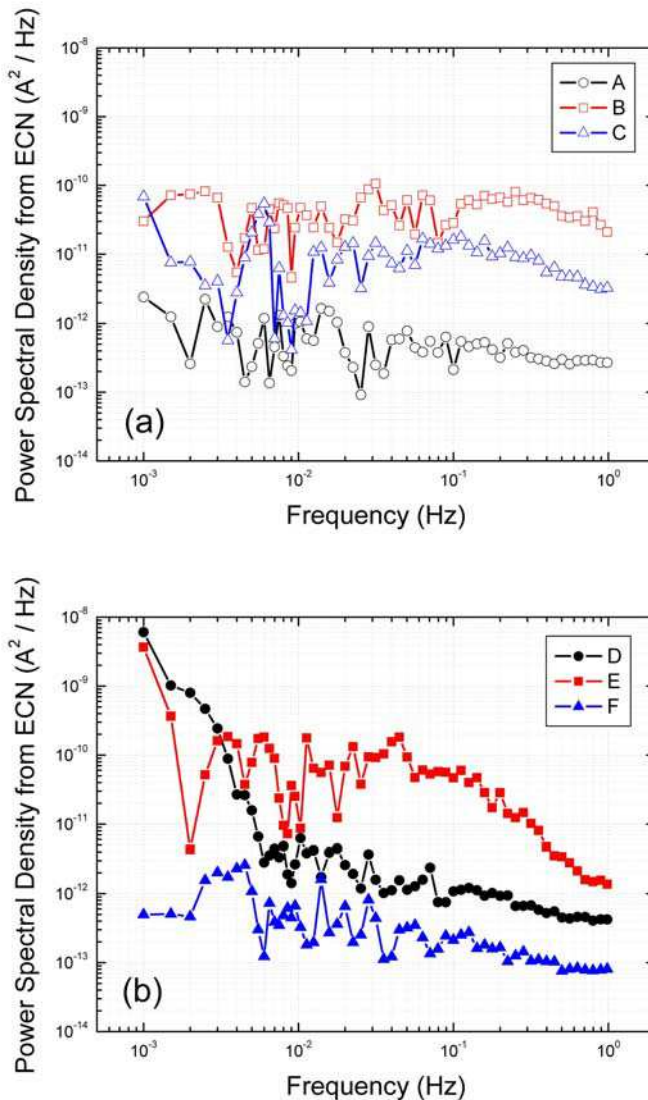 Power Spectral Density from ECN (A² / Hz)
10⁻⁸
10⁻⁹
10⁻¹⁰
10⁻¹¹
10⁻¹²
10⁻¹³
10⁻¹⁴
A
B
C
(a)
10⁻³
10⁻²
10⁻¹
10⁰
Frequency (Hz)
Power Spectral Density from ECN (A² / Hz)
10⁻⁸
10⁻⁹
10⁻¹⁰
10⁻¹¹
10⁻¹²
10⁻¹³
10⁻¹⁴
D
E
F
(b)
10⁻³
10⁻²
10⁻¹
10⁰
Frequency (Hz)